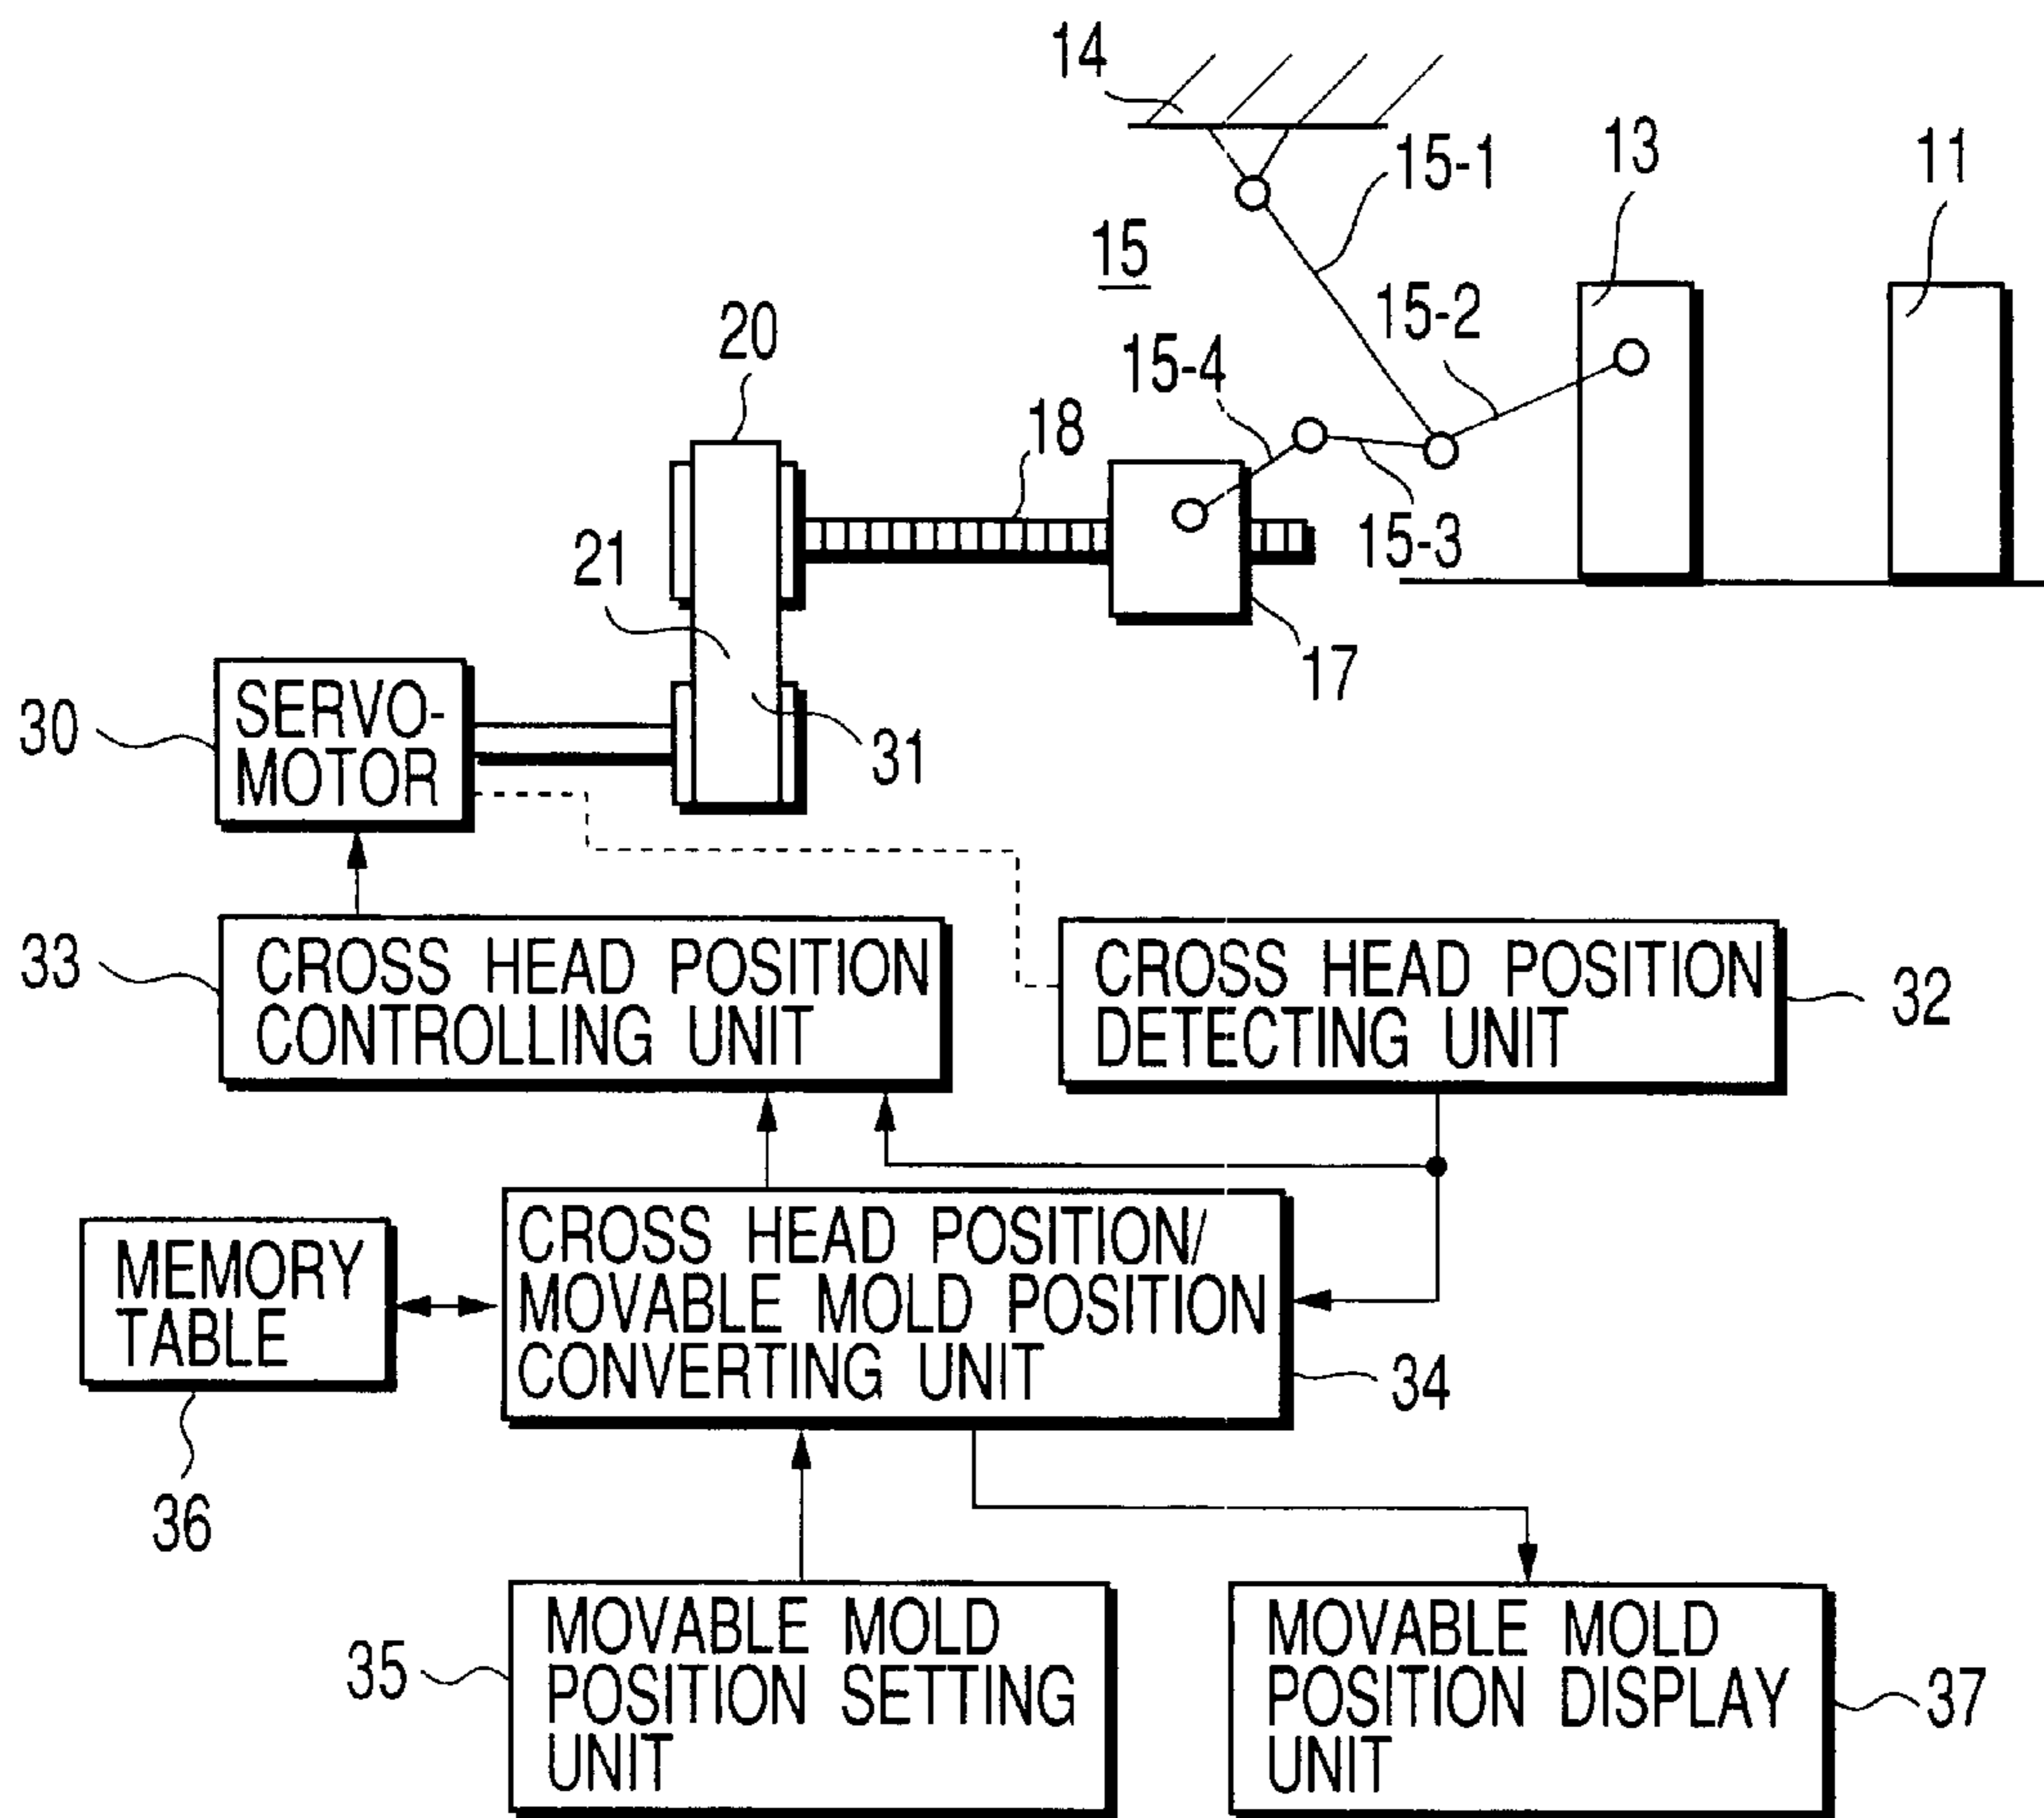 14
15-1
13
11
15
15-2
20
15-4
18
21
15-3
17
30
SERVO-
MOTOR
31
33
CROSS HEAD POSITION
CONTROLLING UNIT
CROSS HEAD POSITION
DETECTING UNIT
32
MEMORY
TABLE
36
CROSS HEAD POSITION/
MOVABLE MOLD POSITION
CONVERTING UNIT
34
35
MOVABLE MOLD
POSITION SETTING
UNIT
MOVABLE MOLD
POSITION DISPLAY
UNIT
37